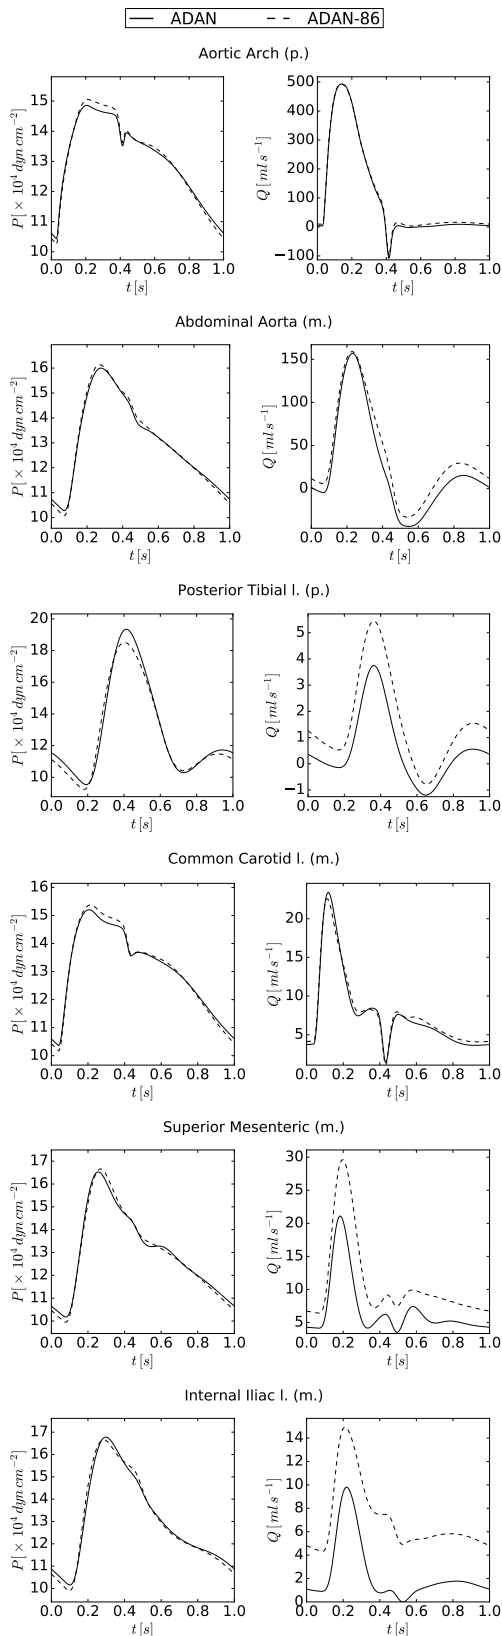 ADAN ADAN-86
Aortic Arch (p.)
P[×10⁴ dyn cm⁻²]
15
14
13
12
11
10
0.0 0.2 0.4 0.6 0.8 1.0
t[s]
Q[ml s⁻¹]
500
400
300
200
100
0
−100
0.0 0.2 0.4 0.6 0.8 1.0
t[s]
Abdominal Aorta (m.)
P[×10⁴ dyn cm⁻²]
16
15
14
13
12
11
10
0.0 0.2 0.4 0.6 0.8 1.0
t[s]
Q[ml s⁻¹]
150
100
50
0
0.0 0.2 0.4 0.6 0.8 1.0
t[s]
Posterior Tibial l. (p.)
P[×10⁴ dyn cm⁻²]
20
18
16
14
12
10
0.0 0.2 0.4 0.6 0.8 1.0
t[s]
Q[ml s⁻¹]
5
4
3
2
1
0
−1
0.0 0.2 0.4 0.6 0.8 1.0
t[s]
Common Carotid l. (m.)
P[×10⁴ dyn cm⁻²]
16
15
14
13
12
11
10
0.0 0.2 0.4 0.6 0.8 1.0
t[s]
Q[ml s⁻¹]
20
15
10
5
0.0 0.2 0.4 0.6 0.8 1.0
t[s]
Superior Mesenteric (m.)
P[×10⁴ dyn cm⁻²]
17
16
15
14
13
12
11
10
0.0 0.2 0.4 0.6 0.8 1.0
t[s]
Q[ml s⁻¹]
30
25
20
15
10
5
0.0 0.2 0.4 0.6 0.8 1.0
t[s]
Internal Iliac l. (m.)
P[×10⁴ dyn cm⁻²]
17
16
15
14
13
12
11
10
0.0 0.2 0.4 0.6 0.8 1.0
t[s]
Q[ml s⁻¹]
14
12
10
8
6
4
2
0
0.0 0.2 0.4 0.6 0.8 1.0
t[s]